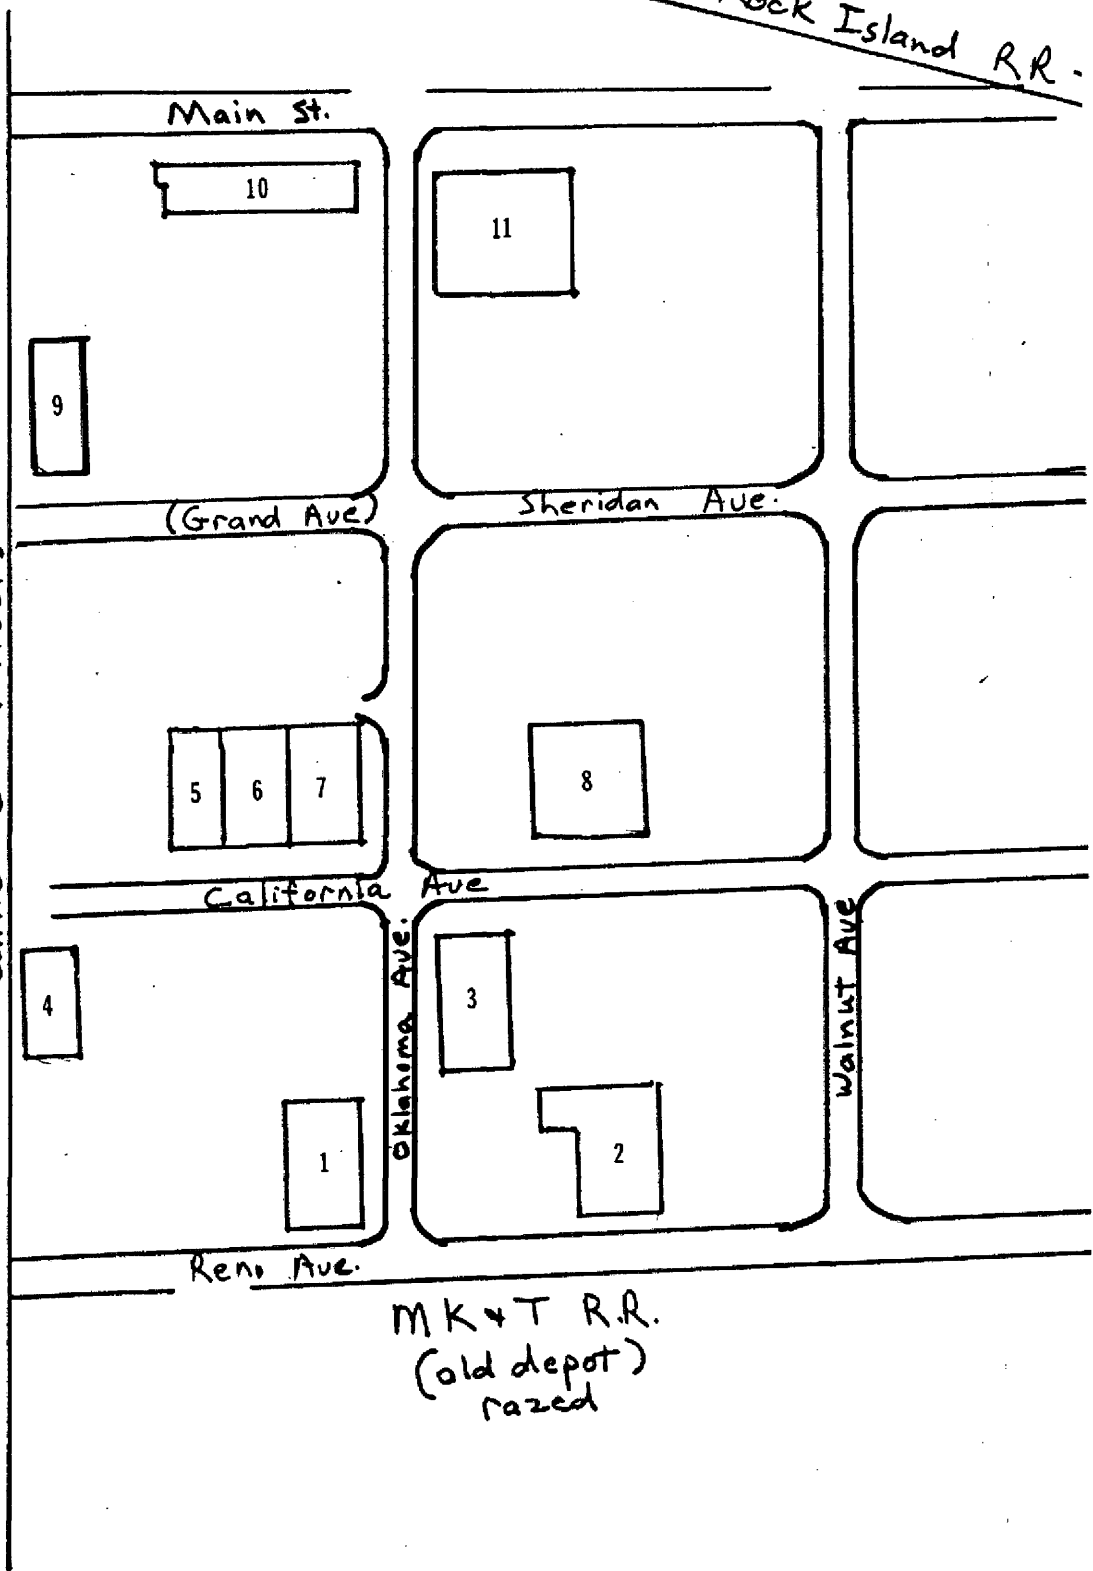 Rock Island RR.
Main St.
10
11
9
(Grand Ave)
Sheridan Ave.
5
6
7
8
California Ave
4
Oklahoma Ave.
3
Walnut Ave
1
2
Reno Ave.
MK&T R.R.
(old depot)
razed